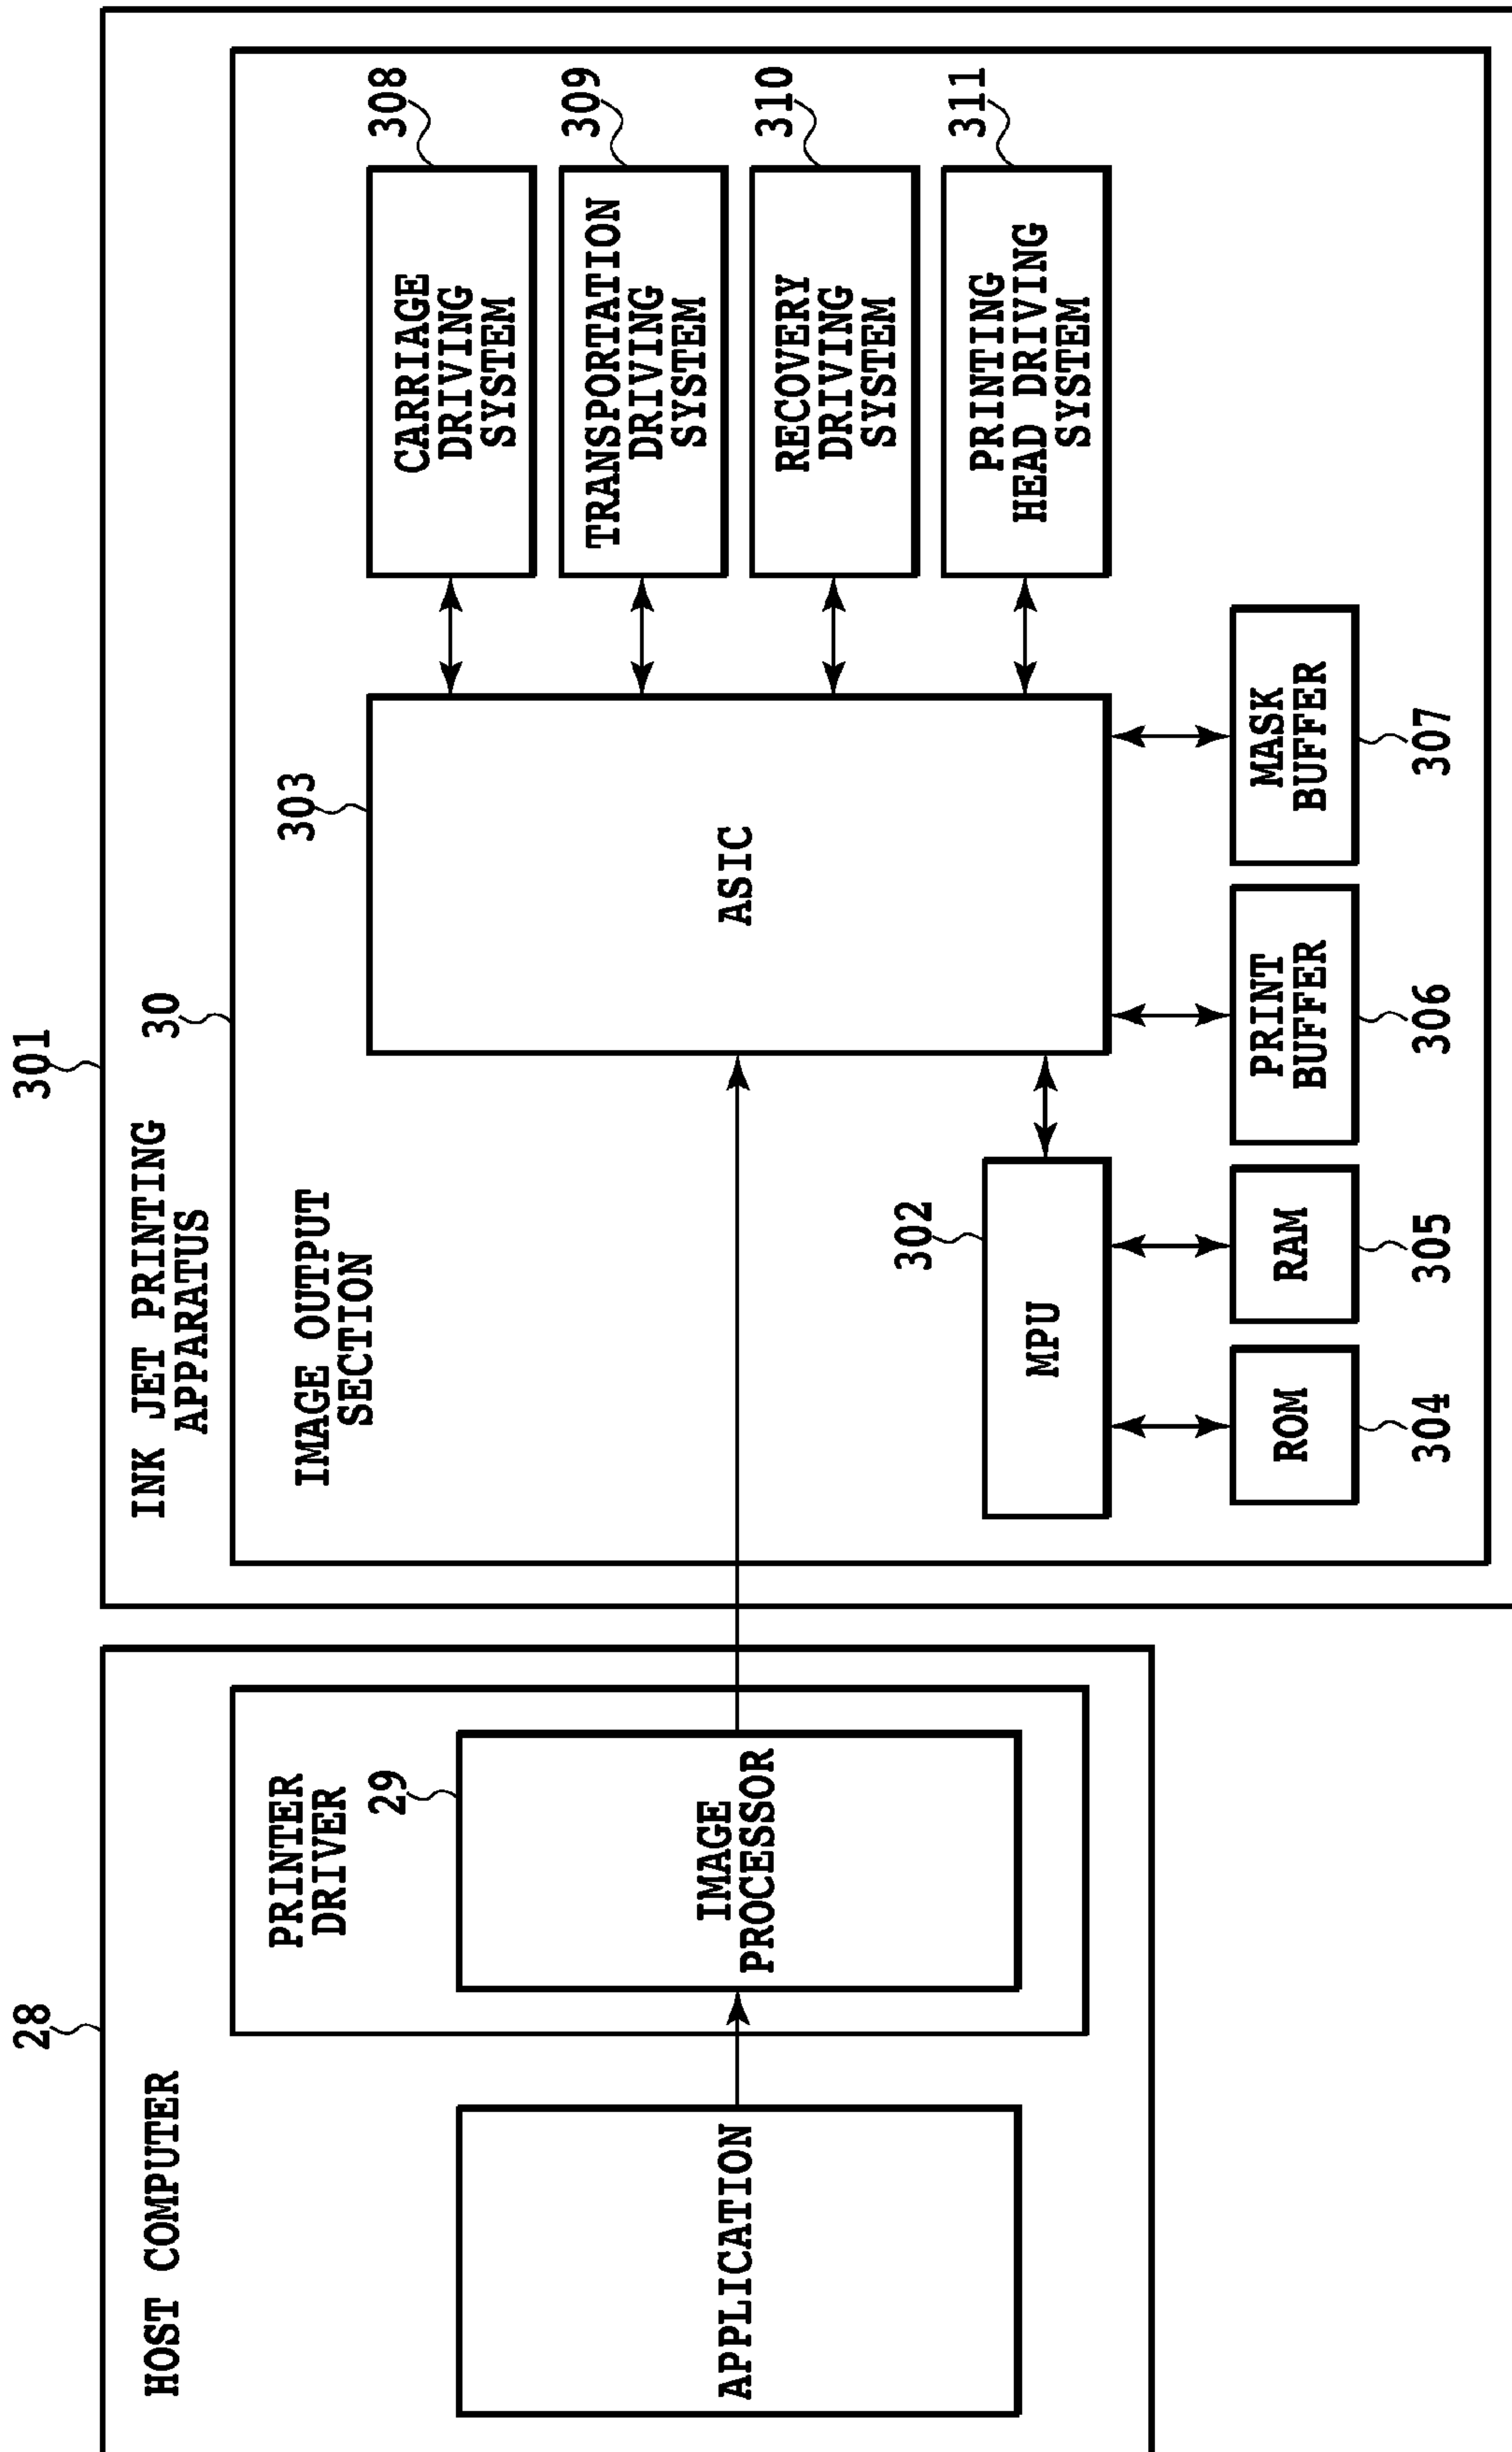 28
HOST COMPUTER
APPLICATION
PRINTER
DRIVER
29
IMAGE
PROCESSOR
301
INK JET PRINTING
APPARATUS
30
IMAGE OUTPUT
SECTION
303
ASIC
302
MPU
ROM
304
RAM
305
PRINT
BUFFER
306
MASK
BUFFER
307
CARRIAGE
DRIVING
SYSTEM
308
TRANSPORTATION
DRIVING
SYSTEM
309
RECOVERY
DRIVING
SYSTEM
310
PRINTING
HEAD DRIVING
SYSTEM
311